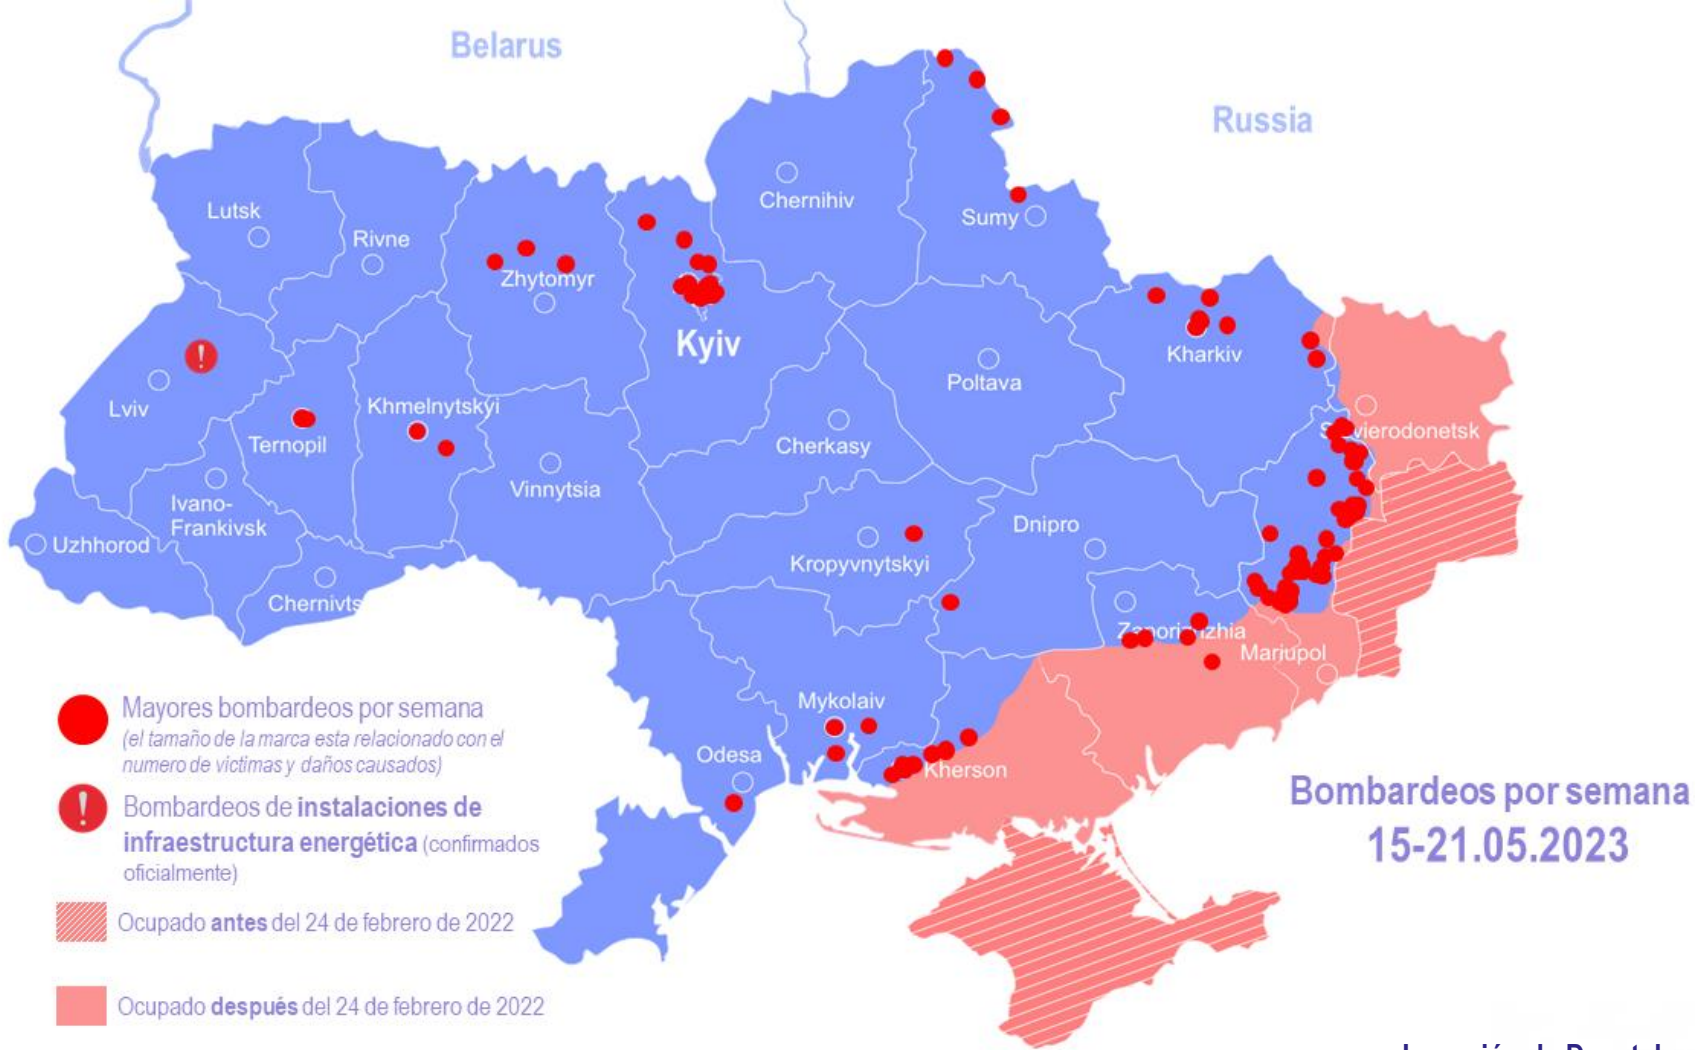 Belarus
Russia
Chernihiv
Lutsk
Sumy
Rivne
Zhytomyr
Kyiv
Kharkiv
Poltava
Lviv
Khmelnytskyi
Ternopil
Cherkasy
Vinnytsia
Ivano-
Frankivsk
Dnipro
Uzhhorod
Kropyvnytskyi
Chernivts
Mariupol
Mykolaiv
Odesa
Kherson
Mayores bombardeos por semana
(el tamaño de la marca esta relacionado con el
numero de victimas y daños causados)
!
Bombardeos de instalaciones de
infraestructura energética (confirmados
oficialmente)
Ocupado antes del 24 de febrero de 2022
Ocupado después del 24 de febrero de 2022
Bombardeos por semana
15-21.05.2023